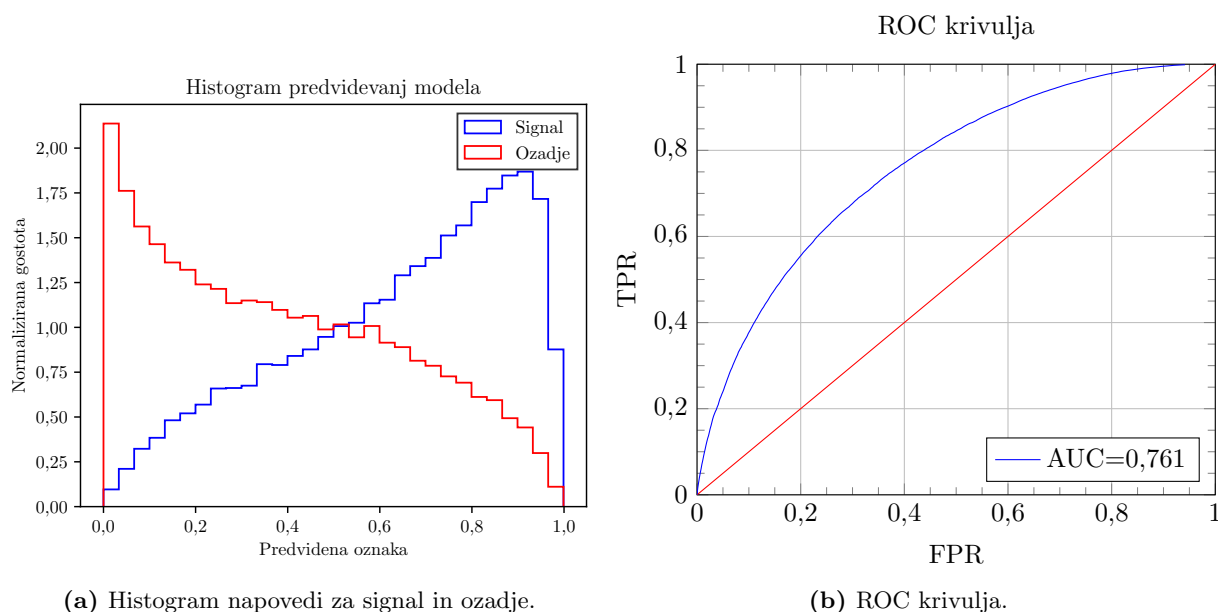 Histogram predvidevanj modela
Signal
Ozadje
Normalizirana gostota
2,00
1,75
1,50
1,25
1,00
0,75
0,50
0,25
0,00
0,0 0,2 0,4 0,6 0,8 1,0
Predvidena oznaka
(a) Histogram napovedi za signal in ozadje.
ROC krivulja
TPR
1
0,8
0,6
0,4
0,2
0
AUC=0,761
0 0,2 0,4 0,6 0,8 1
FPR
(b) ROC krivulja.